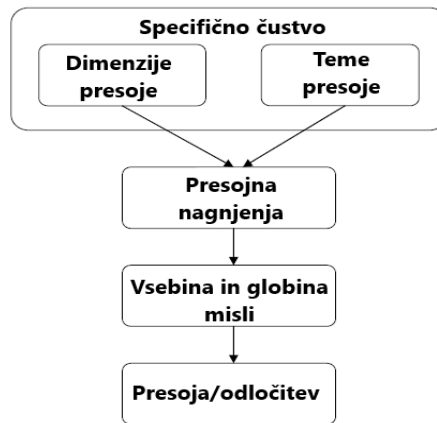 Specifično čustvo
Dimenzije
presoje
Teme
presoje
Presojna
nagnjenja
Vsebina in globina
misli
Presoja/odločitev